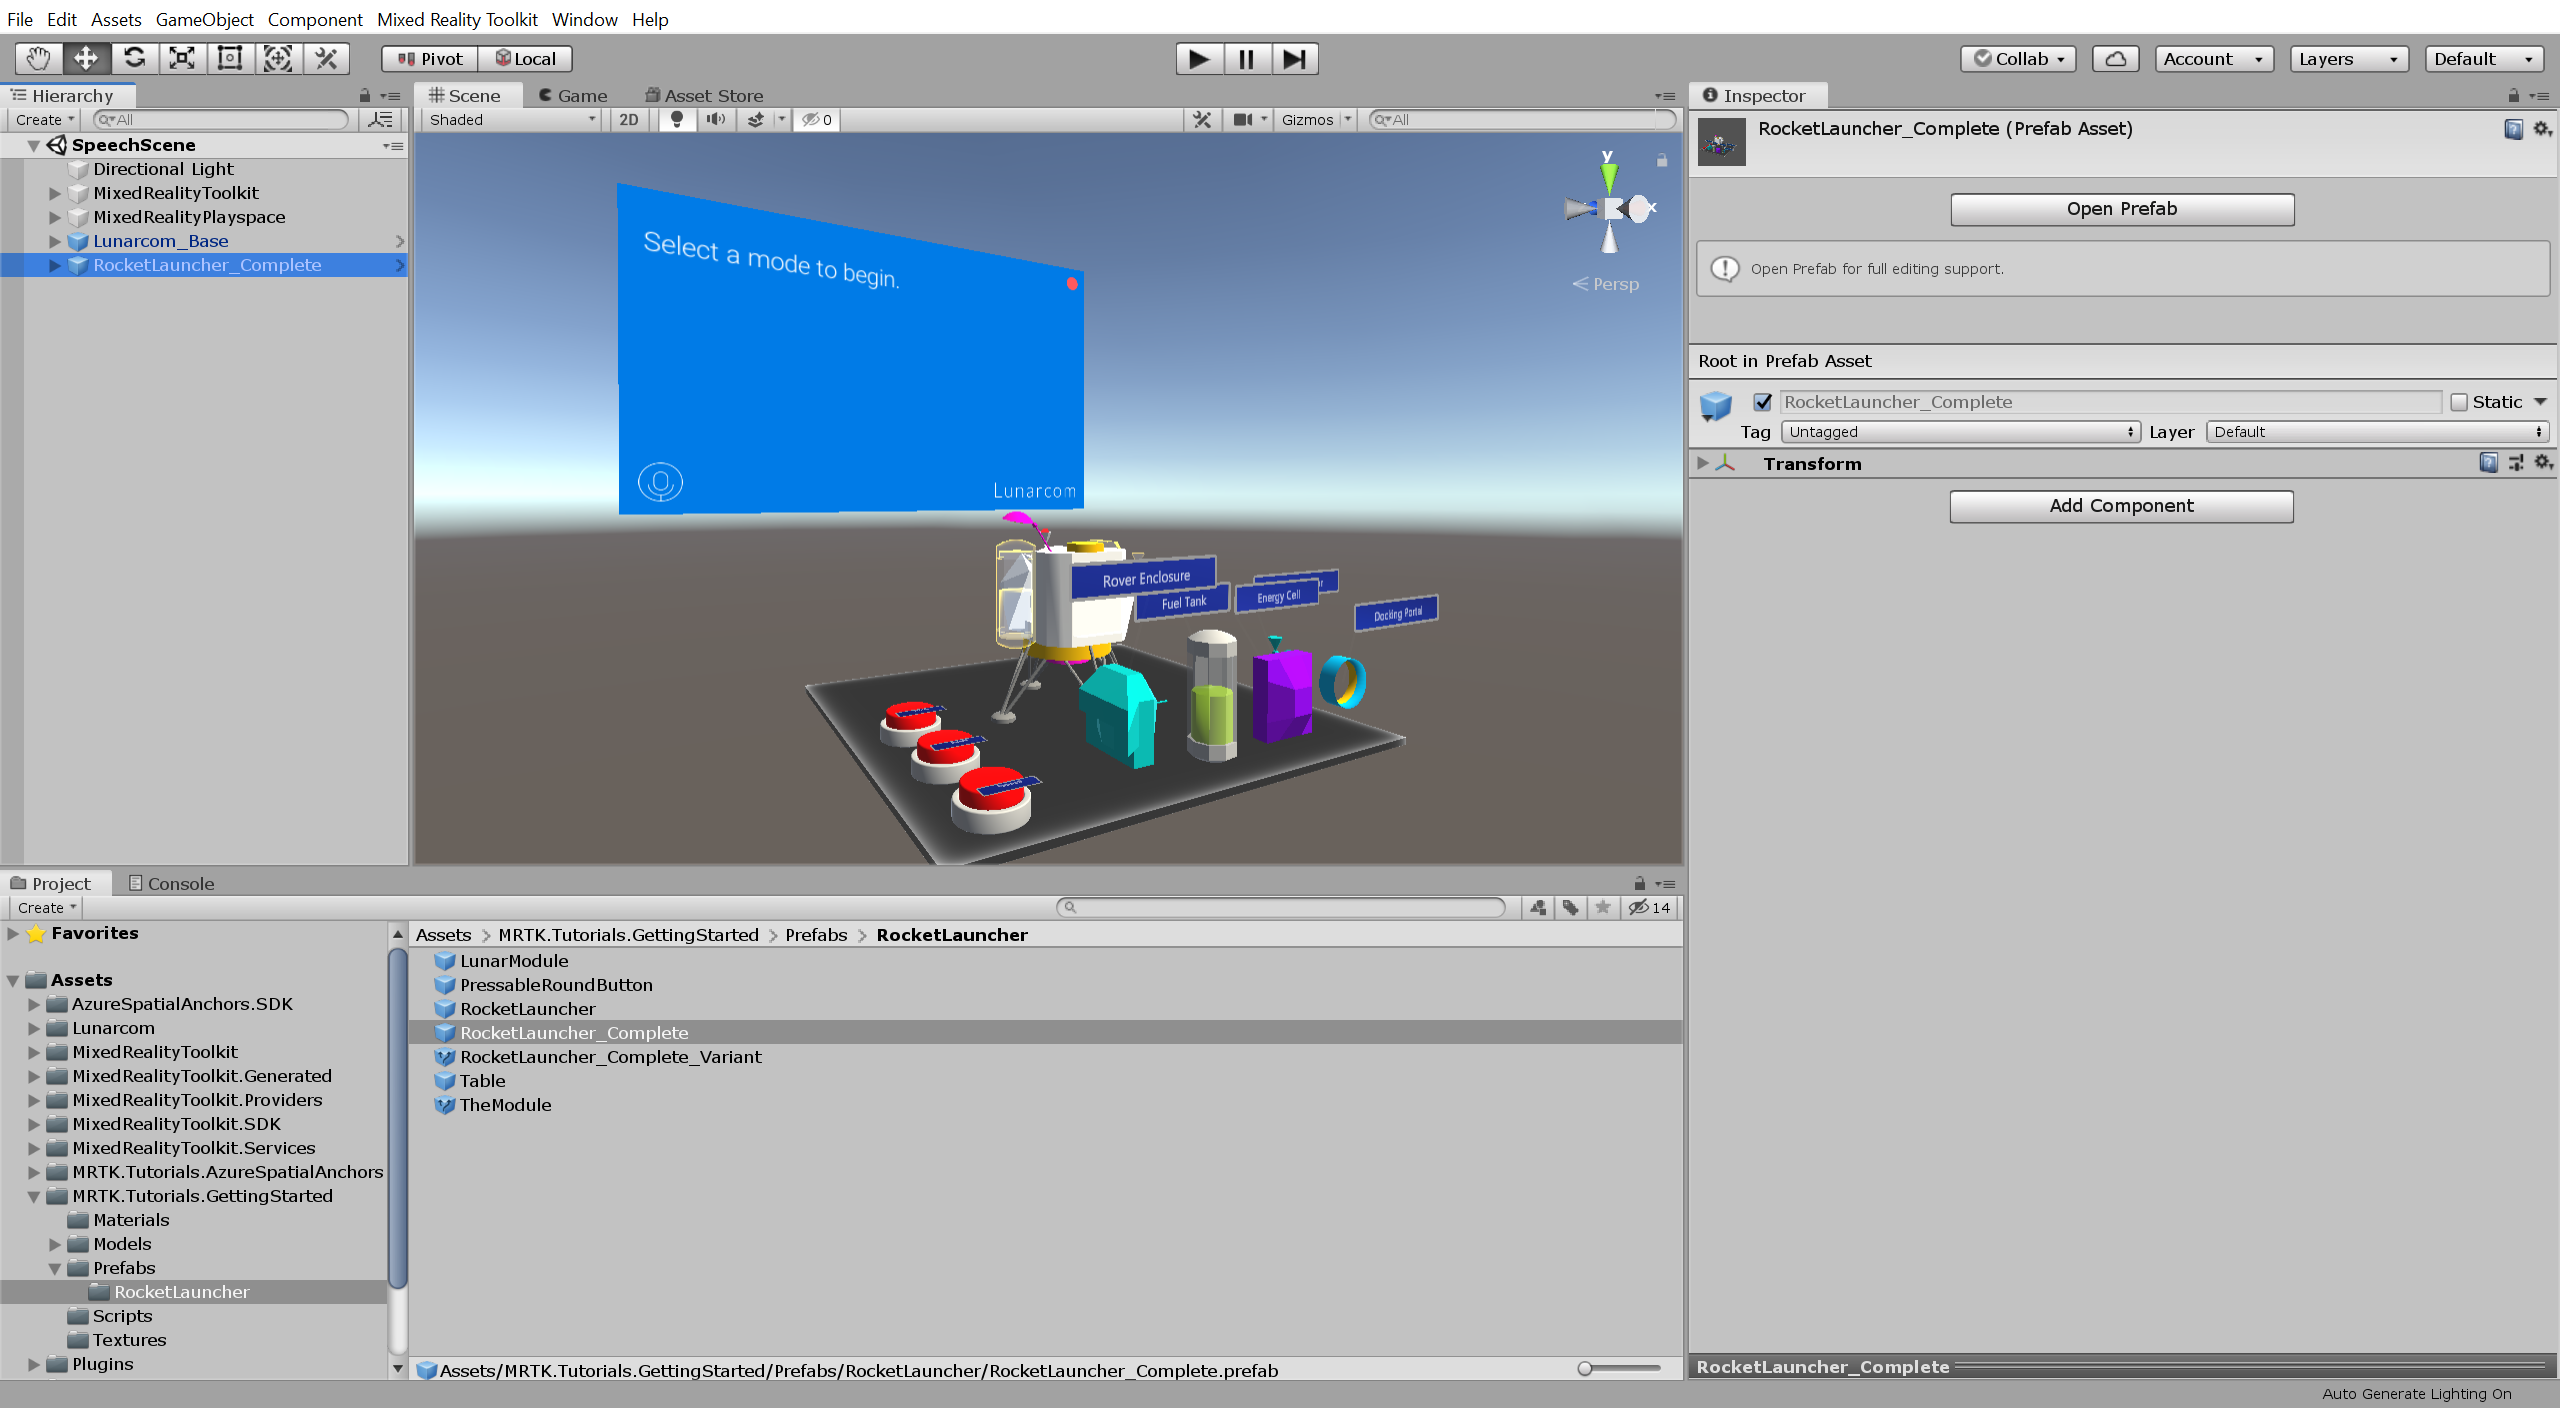 File Edit Assets GameObject Component Mixed Reality Toolkit Window Help
Pivot Local Collab Account Layers Default
Hierarchy
Create All
SpeechScene
Directional Light
MixedRealityToolkit
MixedRealityPlayspace
Lunarcom_Base
RocketLauncher_Complete
Scene Game Asset Store
Shaded 2D 0 Gizmos All
y
x
Persp
Select a mode to begin.
Lunarcom
Rover Enclosure
Fuel Tank
Energy Cell
Docking Portal
Inspector
RocketLauncher_Complete (Prefab Asset)
Open Prefab
Open Prefab for full editing support.
Root in Prefab Asset
RocketLauncher_Complete Static
Tag Untagged Layer Default
Transform
Add Component
Project Console
Create 14
Favorites
Assets
AzureSpatialAnchors.SDK
Lunarcom
MixedRealityToolkit
MixedRealityToolkit.Generated
MixedRealityToolkit.Providers
MixedRealityToolkit.SDK
MixedRealityToolkit.Services
MRTK.Tutorials.AzureSpatialAnchors
MRTK.Tutorials.GettingStarted
Materials
Models
Prefabs
RocketLauncher
Scripts
Textures
Plugins
Assets > MRTK.Tutorials.GettingStarted > Prefabs > RocketLauncher
LunarModule
PressableRoundButton
RocketLauncher
RocketLauncher_Complete
RocketLauncher_Complete_Variant
Table
TheModule
Assets/MRTK.Tutorials.GettingStarted/Prefabs/RocketLauncher/RocketLauncher_Complete.prefab
RocketLauncher_Complete
Auto Generate Lighting On